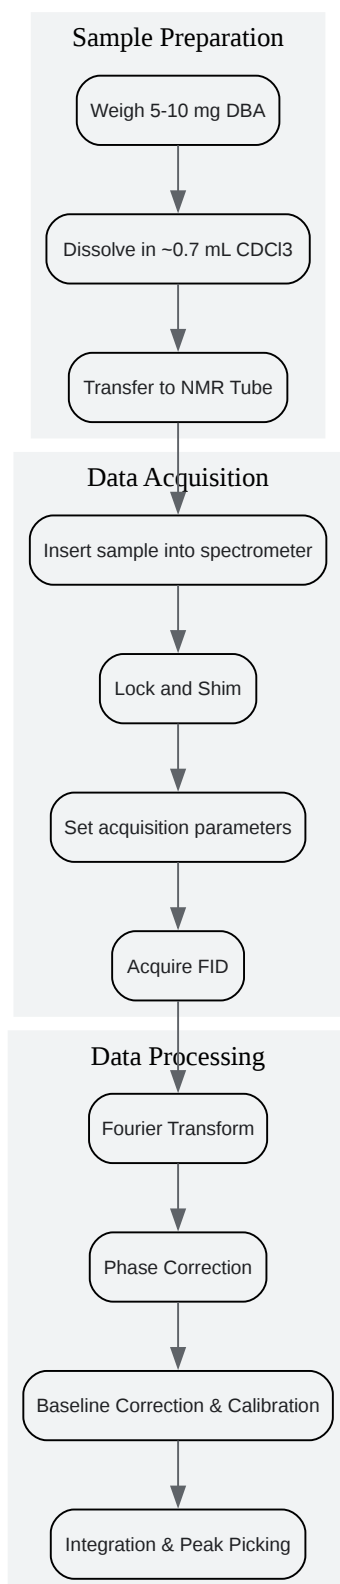 Sample Preparation
Weigh 5-10 mg DBA
Dissolve in ~0.7 mL CDCl3
Transfer to NMR Tube
Data Acquisition
Insert sample into spectrometer
Lock and Shim
Set acquisition parameters
Acquire FID
Data Processing
Fourier Transform
Phase Correction
Baseline Correction & Calibration
Integration & Peak Picking